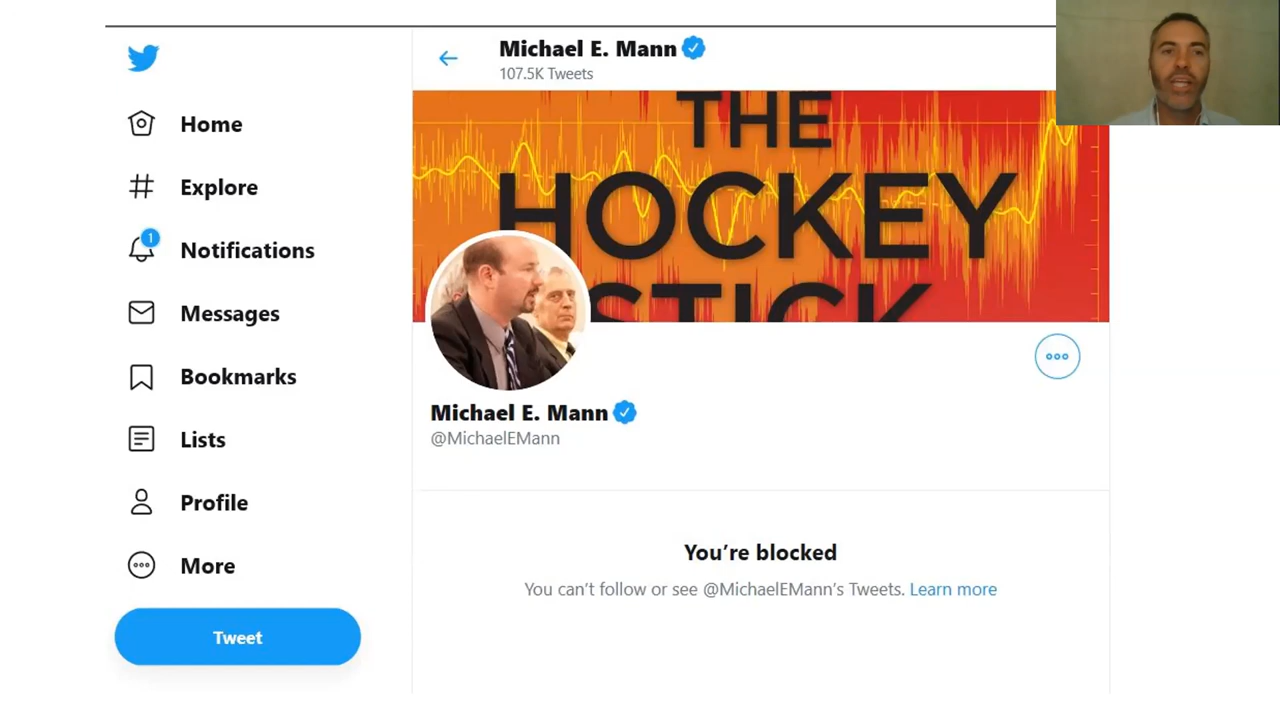 Home
Explore
1
Notifications
Messages
Bookmarks
Lists
Profile
More
Tweet
Michael E. Mann
107.5K Tweets
THE
HOCKEY
STICK
Michael E. Mann
@MichaelEMann
You're blocked
You can't follow or see @MichaelEMann's Tweets. Learn more